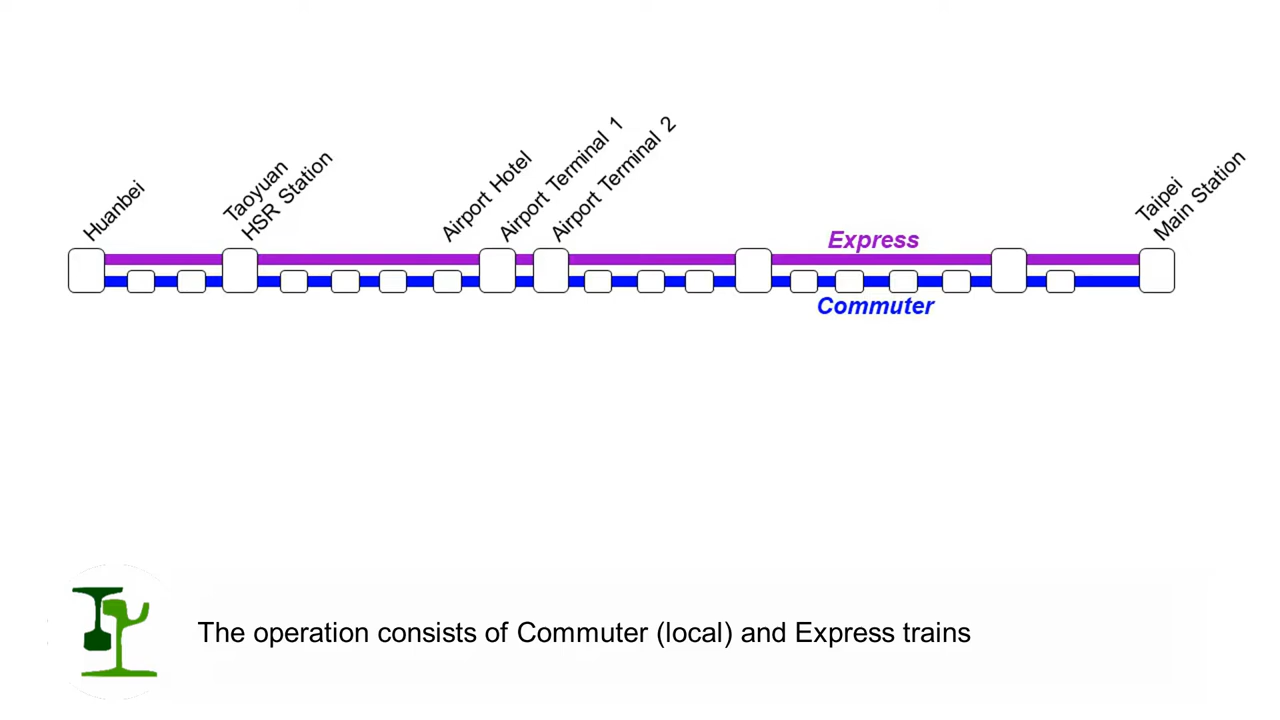 Huanbei
Taoyuan
HSR Station
Airport Hotel
Airport Terminal 1
Airport Terminal 2
Taipei
Main Station
Express
Commuter
The operation consists of Commuter (local) and Express trains